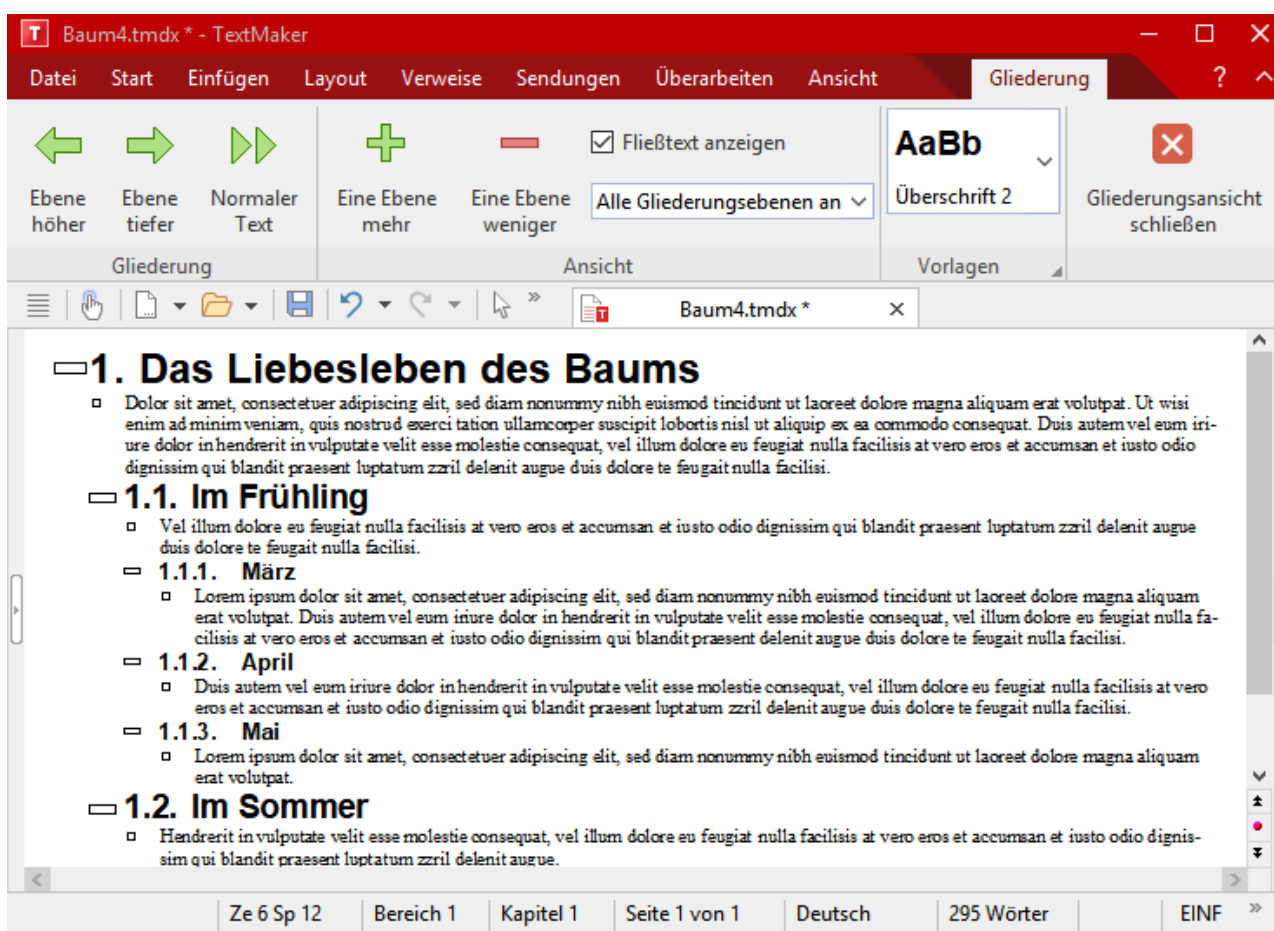 Baum4.tmdx * - TextMaker
Datei Start Einfügen Layout Verweise Sendungen Überarbeiten Ansicht Gliederung ?
Ebene höher
Ebene tiefer
Normaler Text
Eine Ebene mehr
Eine Ebene weniger
Fließtext anzeigen
Alle Gliederungsebenen an
AaBb
Überschrift 2
Gliederungsansicht schließen
Gliederung Ansicht Vorlagen
Baum4.tmdx *
1. Das Liebesleben des Baums
Dolor sit amet, consectetuer adipiscing elit, sed diam nonummy nibh euismod tincidunt ut laoreet dolore magna aliquam erat volutpat. Ut wisi
enim ad minim veniam, quis nostrud exerci tation ullamcorper suscipit lobortis nisl ut aliquip ex ea commodo consequat. Duis autem vel eum iri-
ure dolor in hendrerit in vulputate velit esse molestie consequat, vel illum dolore eu feugiat nulla facilisis at vero eros et accumsan et iusto odio
dignissim qui blandit praesent luptatum zzril delenit augue duis dolore te feugait nulla facilisi.
1.1. Im Frühling
Vel illum dolore eu feugiat nulla facilisis at vero eros et accumsan et iusto odio dignissim qui blandit praesent luptatum zzril delenit augue
duis dolore te feugait nulla facilisi.
1.1.1. März
Lorem ipsum dolor sit amet, consectetuer adipiscing elit, sed diam nonummy nibh euismod tincidunt ut laoreet dolore magna aliquam
erat volutpat. Duis autem vel eum iriure dolor in hendrerit in vulputate velit esse molestie consequat, vel illum dolore eu feugiat nulla fa-
cilisis at vero eros et accumsan et iusto odio dignissim qui blandit praesent delenit augue duis dolore te feugait nulla facilisi.
1.1.2. April
Duis autem vel eum iriure dolor in hendrerit in vulputate velit esse molestie consequat, vel illum dolore eu feugiat nulla facilisis at vero
eros et accumsan et iusto odio dignissim qui blandit praesent luptatum zzril delenit augue duis dolore te feugait nulla facilisi.
1.1.3. Mai
Lorem ipsum dolor sit amet, consectetuer adipiscing elit, sed diam nonummy nibh euismod tincidunt ut laoreet dolore magna aliquam
erat volutpat.
1.2. Im Sommer
Hendrerit in vulputate velit esse molestie consequat, vel illum dolore eu feugiat nulla facilisis at vero eros et accumsan et iusto odio dignis-
sim qui blandit praesent luptatum zzril delenit augue.
Ze 6 Sp 12 Bereich 1 Kapitel 1 Seite 1 von 1 Deutsch 295 Wörter EINF